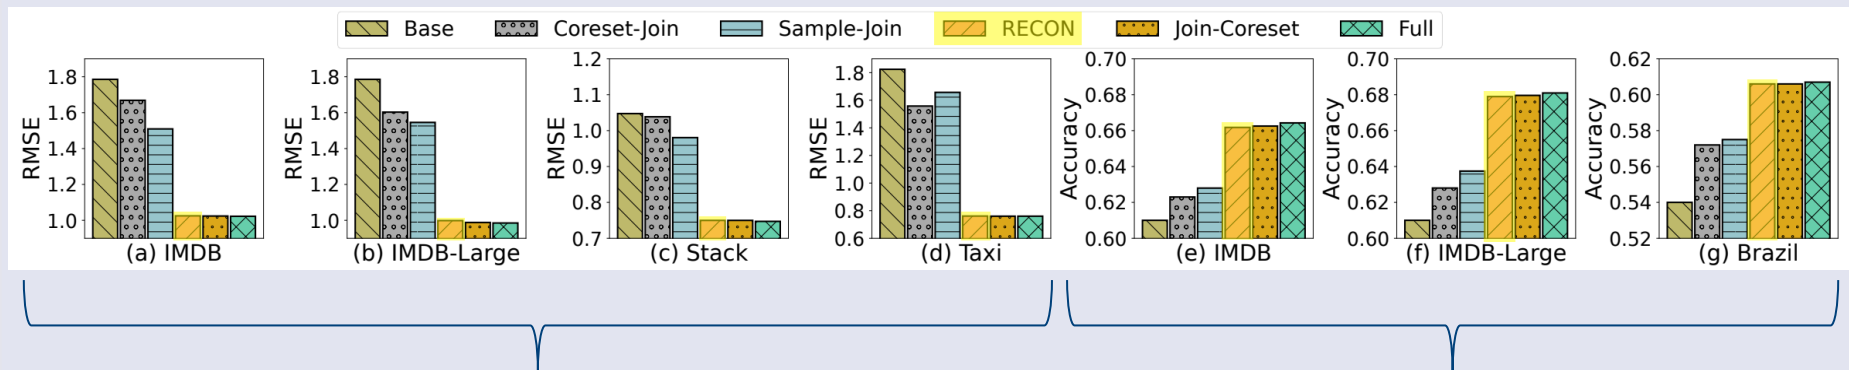 Base Coreset-Join Sample-Join RECON Join-Coreset Full
RMSE
1.8
1.6
1.4
1.2
1.0
(a) IMDB
RMSE
1.8
1.6
1.4
1.2
1.0
(b) IMDB-Large
RMSE
1.2
1.1
1.0
0.9
0.8
0.7
(c) Stack
RMSE
1.8
1.6
1.4
1.2
1.0
0.8
0.6
(d) Taxi
Accuracy
0.70
0.68
0.66
0.64
0.62
0.60
(e) IMDB
Accuracy
0.70
0.68
0.66
0.64
0.62
0.60
(f) IMDB-Large
Accuracy
0.62
0.60
0.58
0.56
0.54
0.52
(g) Brazil